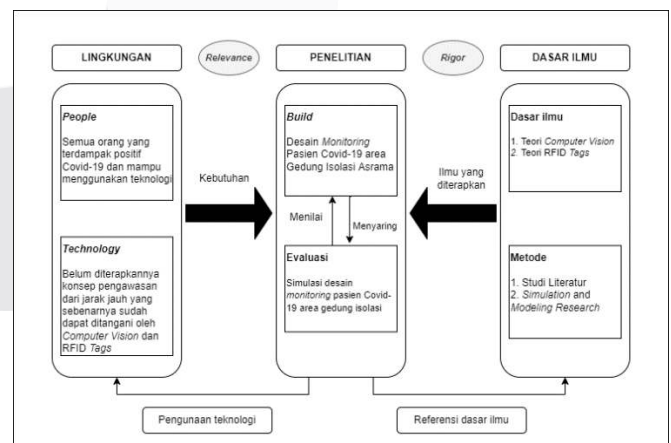 LINGKUNGAN
Relevance
PENELITIAN
Rigor
DASAR ILMU
People
Semua orang yang
terdampak positif
Covid-19 dan mampu
menggunakan teknologi
Technology
Belum diterapkannya
konsep pengawasan
dari jarak jauh yang
sebenarnya sudah
dapat ditangani oleh
Computer Vision dan
RFID Tags
Kebutuhan
Build
Desain Monitoring
Pasien Covid-19 area
Gedung Isolasi Asrama
Menilai
Menyaring
Evaluasi
Simulasi desain
monitoring pasien Covid-
19 area gedung isolasi
Ilmu yang
diterapkan
Dasar ilmu
1. Teori Computer Vision
2. Teori RFID Tags
Metode
1. Studi Literatur
2. Simulation and
Modeling Research
Pengunaan teknologi
Referensi dasar ilmu